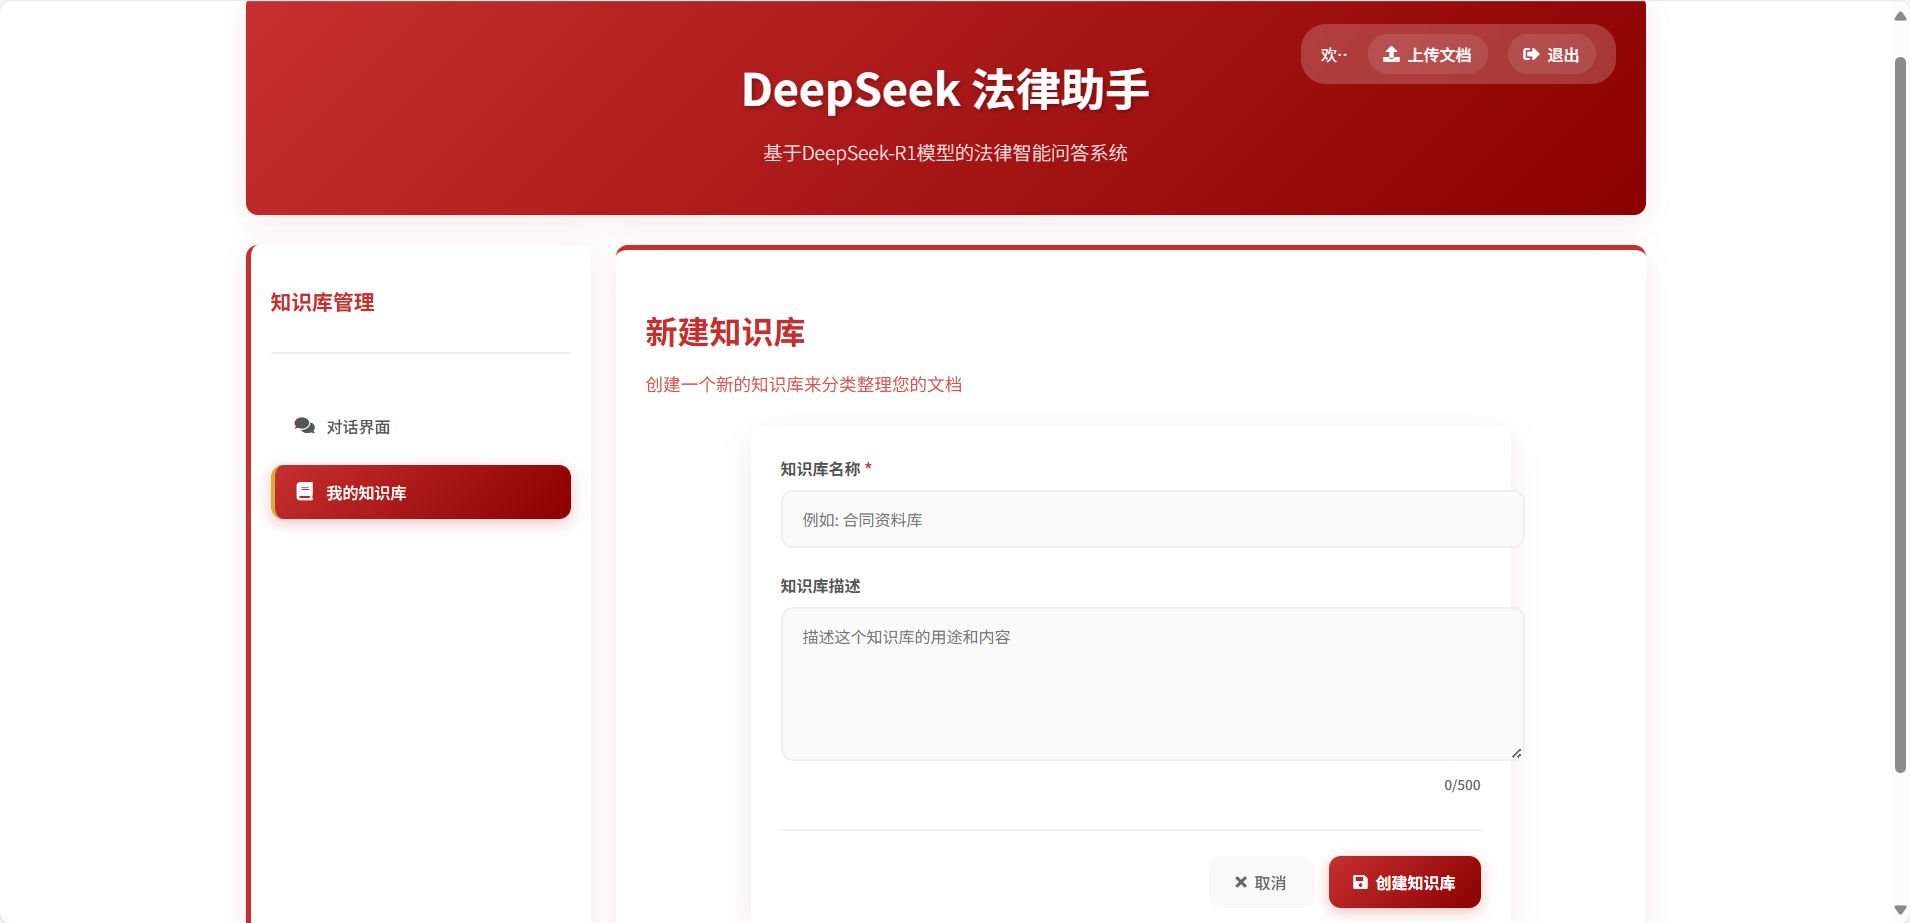 欢··
上传文档
退出
DeepSeek 法律助手
基于DeepSeek-R1模型的法律智能问答系统
知识库管理
对话界面
我的知识库
新建知识库
创建一个新的知识库来分类整理您的文档
知识库名称 *
例如: 合同资料库
知识库描述
描述这个知识库的用途和内容
0/500
取消
创建知识库